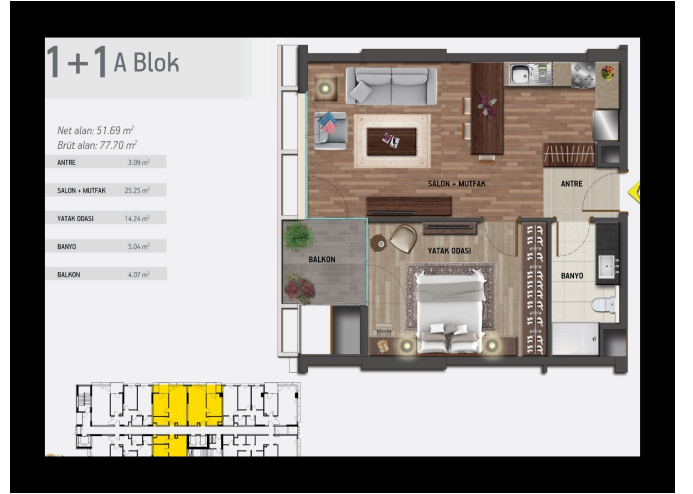 1+1 A Blok
Net alan: 51.69 m²
Brüt alan: 77.70 m²
ANTRE 3.09 m²
SALON + MUTFAK 25.25 m²
YATAK ODASI 14.24 m²
BANYO 5.04 m²
BALKON 4.07 m²
SALON + MUTFAK
ANTRE
YATAK ODASI
BALKON
BANYO